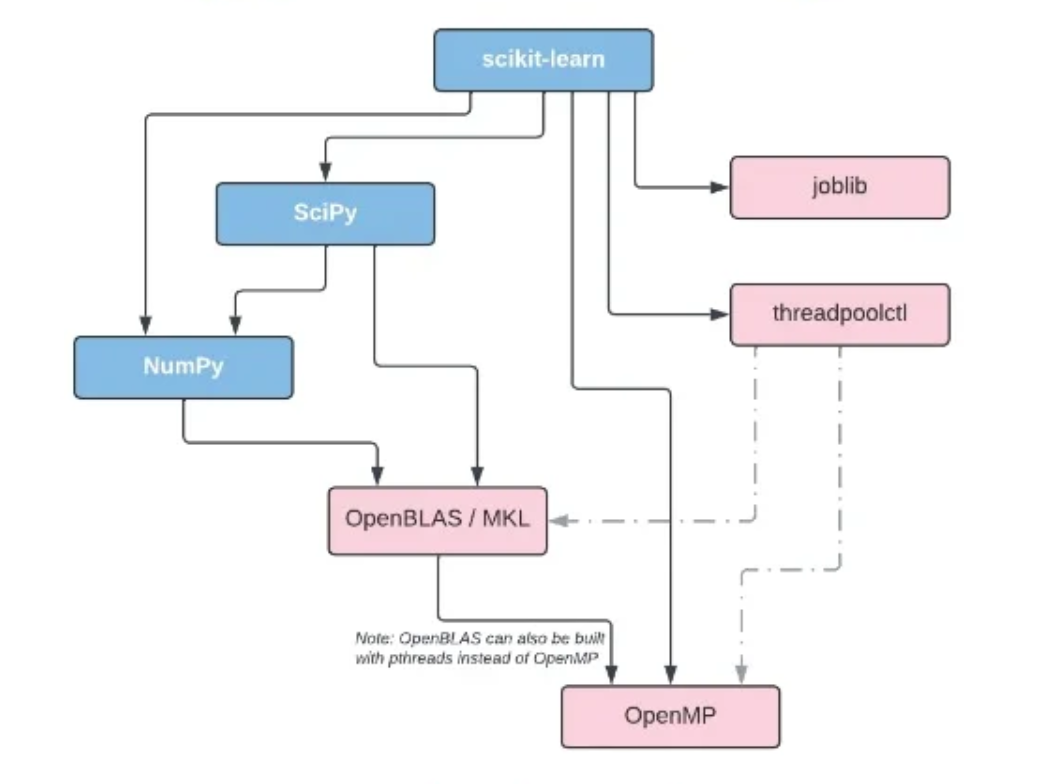 scikit-learn
joblib
SciPy
threadpoolctl
NumPy
OpenBLAS / MKL
Note: OpenBLAS can also be built
with pthreads instead of OpenMP
OpenMP